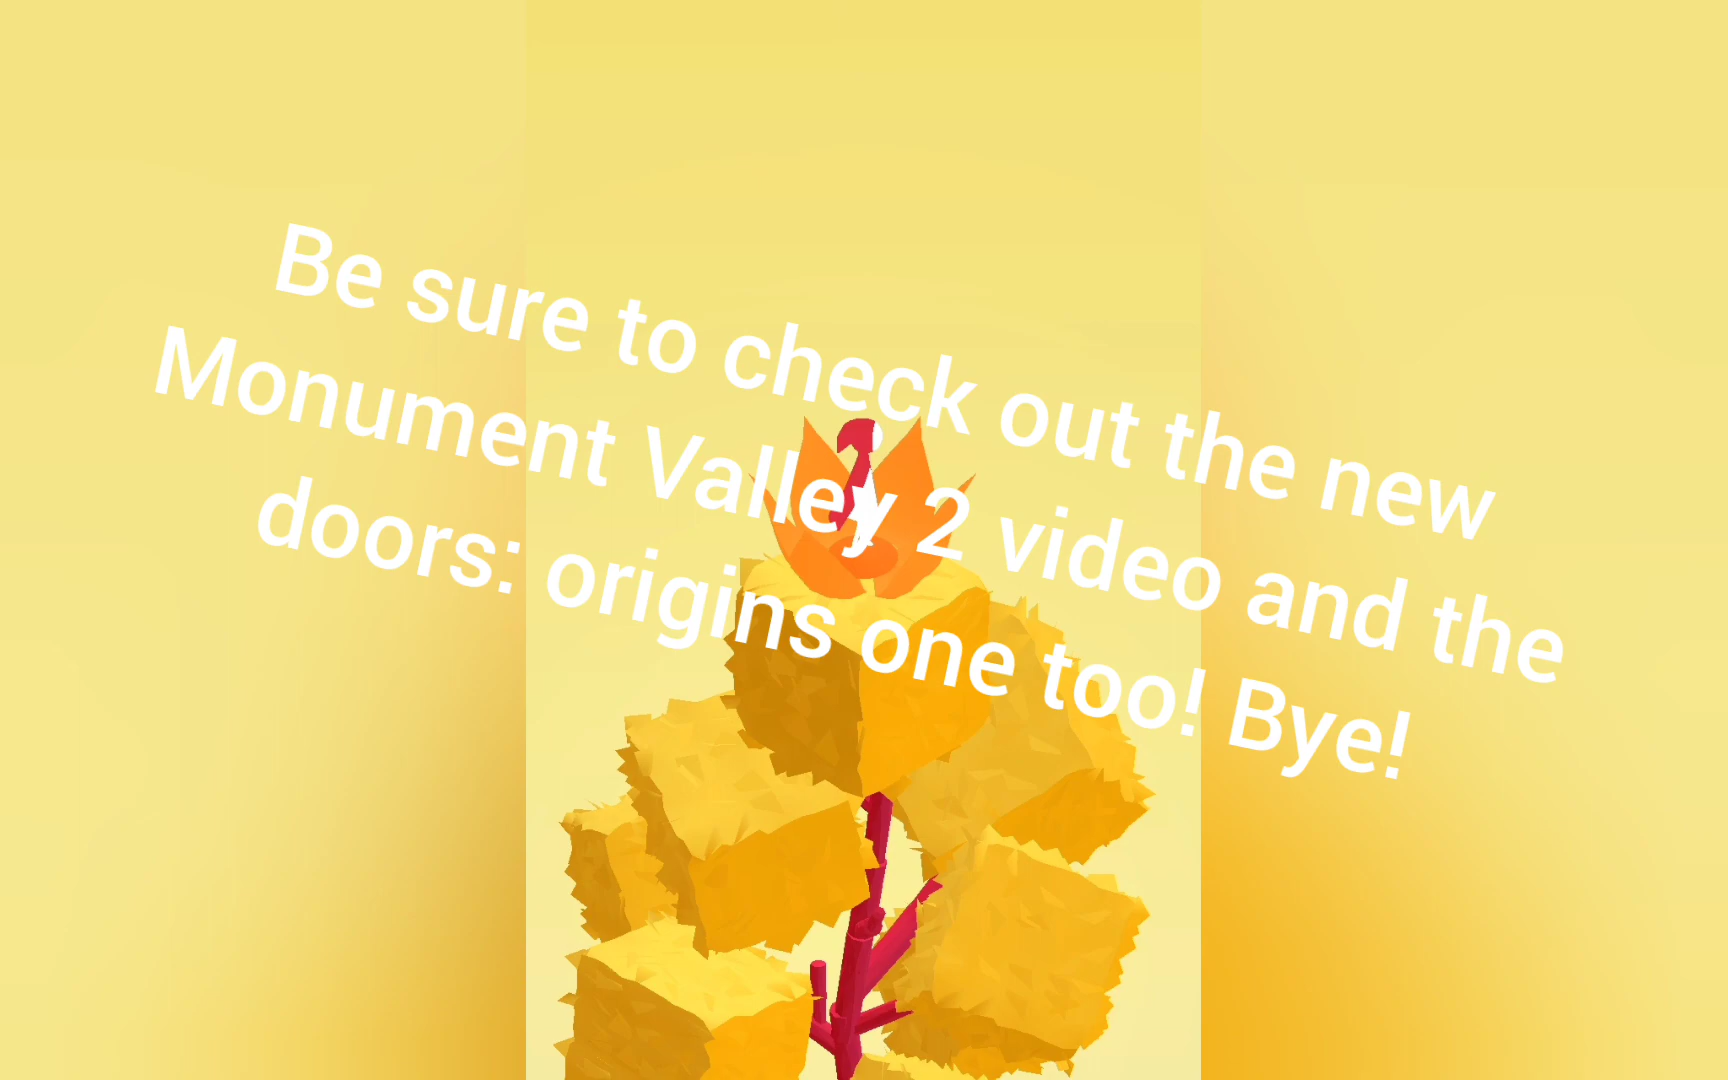 Be sure to check out the new
Monument Valley 2 video and the
doors: origins one too! Bye!